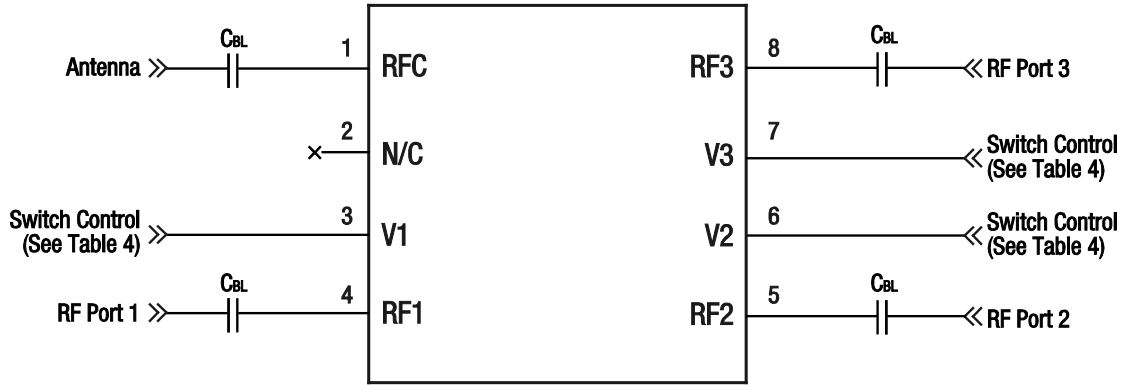 CBL
1
Antenna
RFC
2
N/C
Switch Control
(See Table 4)
3
V1
CBL
4
RF Port 1
RF1
8
CBL
RF3
RF Port 3
7
V3
Switch Control
(See Table 4)
6
V2
Switch Control
(See Table 4)
5
CBL
RF2
RF Port 2